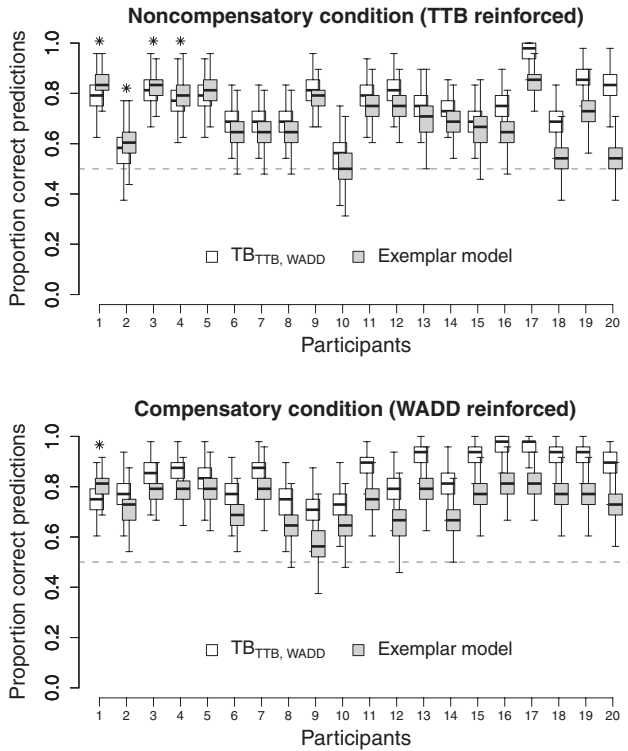 Noncompensatory condition (TTB reinforced)
Proportion correct predictions
1.0
0.8
0.6
0.4
0.2
0.0
* * * *
TB TTB, WADD Exemplar model
1 2 3 4 5 6 7 8 9 10 11 12 13 14 15 16 17 18 19 20
Participants
Compensatory condition (WADD reinforced)
Proportion correct predictions
1.0
0.8
0.6
0.4
0.2
0.0
*
TB TTB, WADD Exemplar model
1 2 3 4 5 6 7 8 9 10 11 12 13 14 15 16 17 18 19 20
Participants